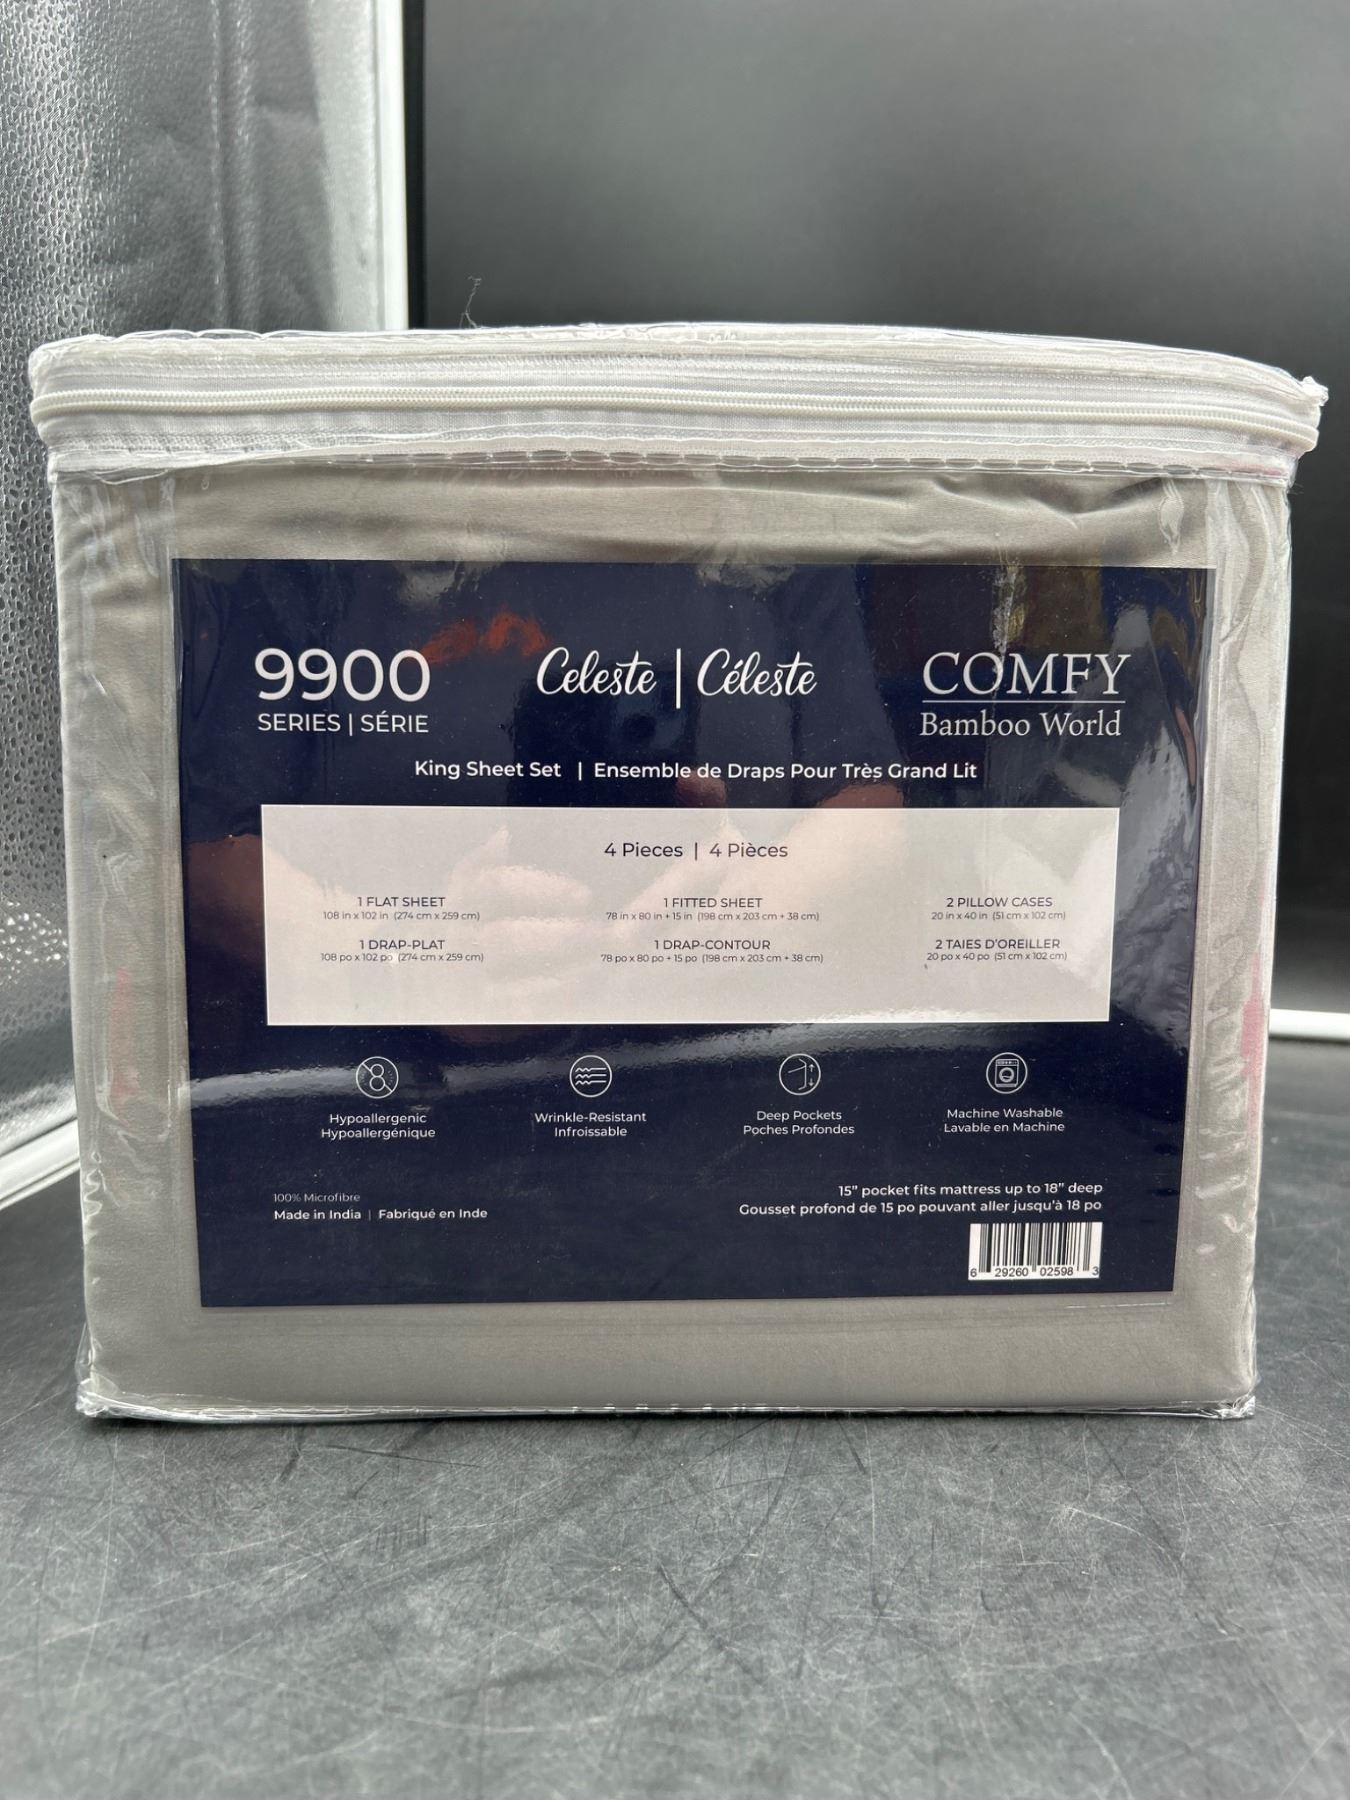 9900
SERIES | SÉRIE
Celeste | Céleste
COMFY
Bamboo World
King Sheet Set | Ensemble de Draps Pour Très Grand Lit
4 Pieces | 4 Pièces
1 FLAT SHEET
108 in x 102 in (274 cm x 259 cm)
1 DRAP-PLAT
108 po x 102 po (274 cm x 259 cm)
1 FITTED SHEET
78 in x 80 in + 15 in (198 cm x 203 cm + 38 cm)
1 DRAP-CONTOUR
78 po x 80 po + 15 po (198 cm x 203 cm + 38 cm)
2 PILLOW CASES
20 in x 40 in (51 cm x 102 cm)
2 TAIES D'OREILLER
20 po x 40 po (51 cm x 102 cm)
Hypoallergenic
Hypoallergénique
Wrinkle-Resistant
Infroissable
Deep Pockets
Poches Profondes
Machine Washable
Lavable en Machine
100% Microfibre
Made in India | Fabriqué en Inde
15” pocket fits mattress up to 18” deep
Gousset profond de 15 po pouvant aller jusqu'à 18 po
6 29260 02598 3